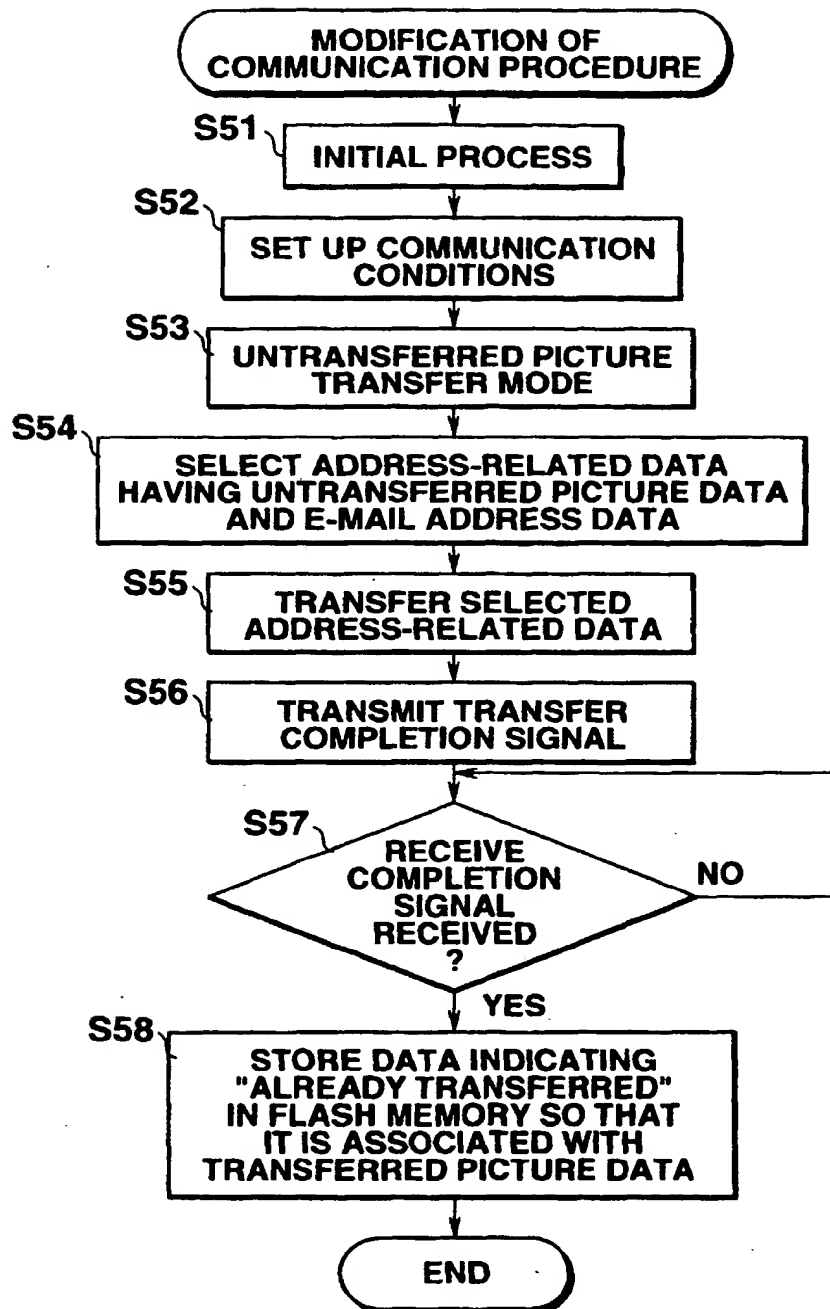 MODIFICATION OF
COMMUNICATION PROCEDURE
S51
INITIAL PROCESS
S52
SET UP COMMUNICATION
CONDITIONS
S53
UNTRANSFERRED PICTURE
TRANSFER MODE
S54
SELECT ADDRESS-RELATED DATA
HAVING UNTRANSFERRED PICTURE DATA
AND E-MAIL ADDRESS DATA
S55
TRANSFER SELECTED
ADDRESS-RELATED DATA
S56
TRANSMIT TRANSFER
COMPLETION SIGNAL
S57
RECEIVE
COMPLETION
SIGNAL
RECEIVED
?
NO
YES
S58
STORE DATA INDICATING
"ALREADY TRANSFERRED"
IN FLASH MEMORY SO THAT
IT IS ASSOCIATED WITH
TRANSFERRED PICTURE DATA
END